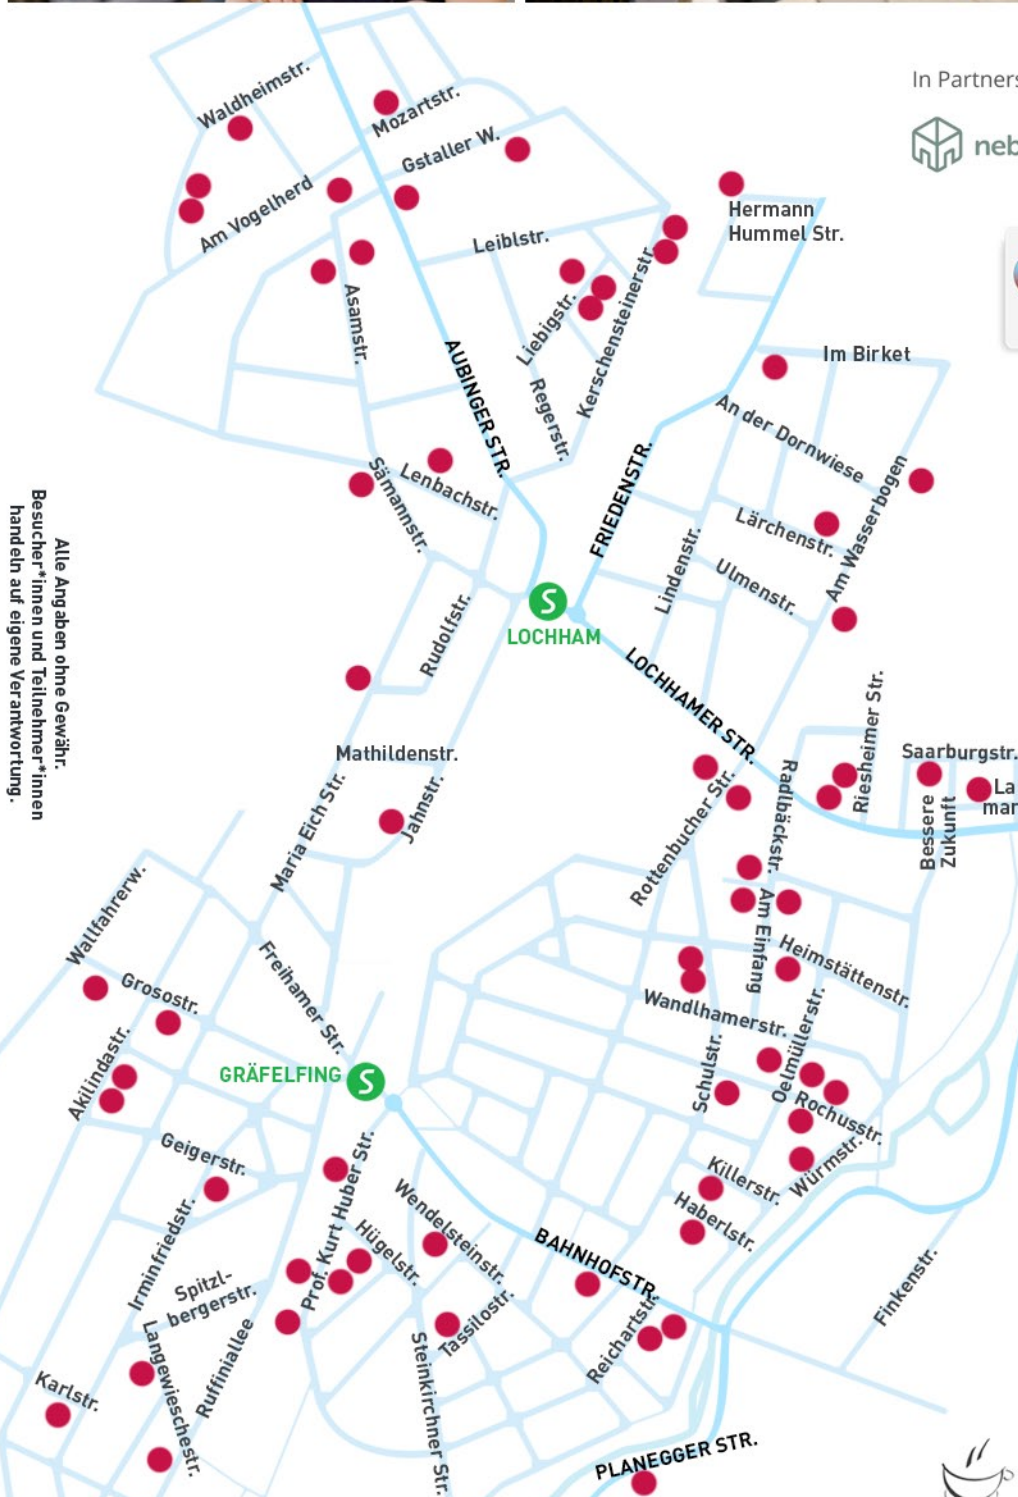 In Partners
neb
Waldheimstr.
Mozartstr.
Gstaller W.
Am Vogelherd
Hermann
Hummel Str.
Leiblstr.
Asamstr.
Liebigstr.
Kerschensteinerstr.
Regerstr.
AUBINGER STR.
Im Birket
An der Dornwiese
FRIEDENSTR.
Sämannstr.
Lenbachstr.
Am Wasserbogen
Lärchenstr.
Lindenstr.
Ulmenstr.
Alle Angaben ohne Gewähr.
Besucher*innen und Teilnehmer*innen
handeln auf eigene Verantwortung.
S
LOCHHAM
Rudolfstr.
LOCHHAMER STR.
Mathildenstr.
Maria Eich Str.
Jahnstr.
Riesheimer Str.
Saarburgstr.
La
mar
Bessere
Zukunft
Radlbäckstr.
Rottenbucher Str.
Am Einfang
Heimstättenstr.
Wallfahrerw.
Grosostr.
Freihamer Str.
Wandlhamerstr.
Akilindastr.
GRÄFELFING
S
Schulstr.
Oelmüllerstr.
Rochusstr.
Geigerstr.
Würmstr.
Killerstr.
Haberlstr.
Prof. Kurt Huber Str.
Wendelsteinstr.
Hügelstr.
Irminfriedstr.
BAHNHOFSTR.
Finkenstr.
Spitzl-
bergerstr.
Tassilostr.
Reichartstr.
Langewieschestr.
Ruffiniallee
Steinkirchner Str.
Karlstr.
PLANEGGER STR.